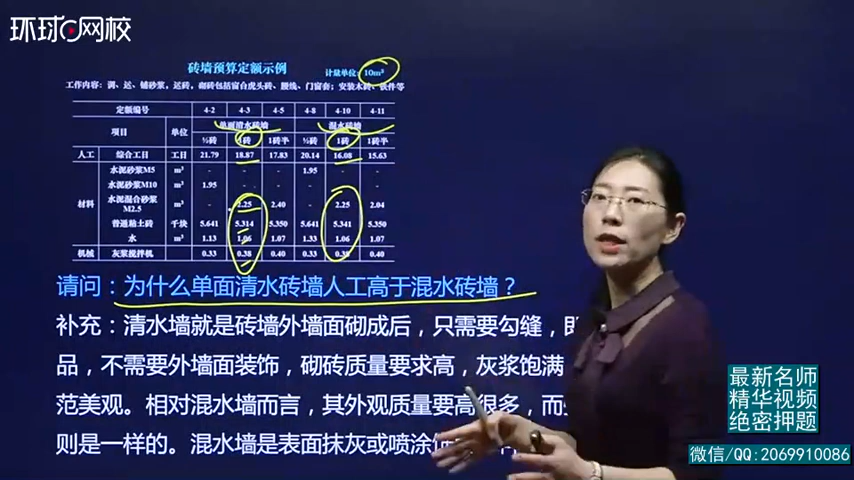 环球网校
砖墙预算定额示例
计量单位:10m³
工作内容：调、运、铺砂浆，运砖，砌砖包括窗台虎头砖、腰线、门窗套；安放木砖、铁件等
定额编号 4-2 4-3 4-5 4-8 4-10 4-11
项目 单位 单面清水砖墙 混水砖墙
½砖 1砖 1砖半 ½砖 1砖 1砖半
人工 综合工日 工日 21.79 18.87 17.83 20.14 16.08 15.63
材料
水泥砂浆M5 m³ - - - 1.95 - -
水泥砂浆M10 m³ 1.95 - - - - -
水泥混合砂浆M2.5 m³ - 2.25 2.40 - 2.25 2.04
普通粘土砖 千块 5.641 5.314 5.350 5.641 5.341 5.350
水 m³ 1.13 1.06 1.07 1.33 1.06 1.07
机械 灰浆搅拌机 0.33 0.38 0.40 0.33 0.38 0.40
请问：为什么单面清水砖墙人工高于混水砖墙？
补充：清水墙就是砖墙外墙面砌成后，只需要勾缝，即
品，不需要外墙面装饰，砌砖质量要求高，灰浆饱满
范美观。相对混水墙而言，其外观质量要高很多，而
则是一样的。混水墙是表面抹灰或喷涂
最新名师
精华视频
绝密押题
微信/QQ:2069910086